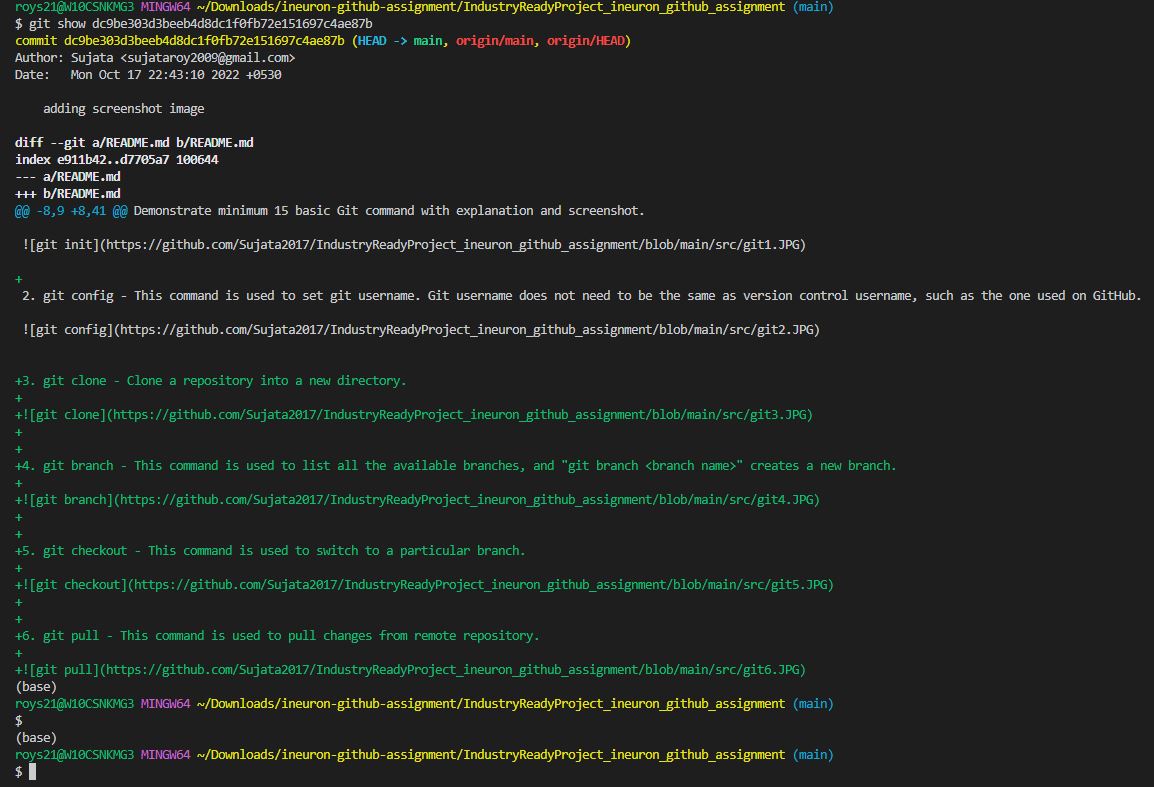 roys21@W10CSNKMG3 MINGW64 ~/Downloads/ineuron-github-assignment/IndustryReadyProject_ineuron_github_assignment (main)
$ git show dc9be303d3beeb4d8dc1f0fb72e151697c4ae87b
commit dc9be303d3beeb4d8dc1f0fb72e151697c4ae87b (HEAD -> main, origin/main, origin/HEAD)
Author: Sujata <sujataroy2009@gmail.com>
Date:   Mon Oct 17 22:43:10 2022 +0530
    adding screenshot image
diff --git a/README.md b/README.md
index e911b42..d7705a7 100644
--- a/README.md
+++ b/README.md
@@ -8,9 +8,41 @@ Demonstrate minimum 15 basic Git command with explanation and screenshot.
 ![git init](https://github.com/Sujata2017/IndustryReadyProject_ineuron_github_assignment/blob/main/src/git1.JPG)
+
 2. git config - This command is used to set git username. Git username does not need to be the same as version control username, such as the one used on GitHub.
 ![git config](https://github.com/Sujata2017/IndustryReadyProject_ineuron_github_assignment/blob/main/src/git2.JPG)
+3. git clone - Clone a repository into a new directory.
+
+![git clone](https://github.com/Sujata2017/IndustryReadyProject_ineuron_github_assignment/blob/main/src/git3.JPG)
+
+
+4. git branch - This command is used to list all the available branches, and "git branch <branch name>" creates a new branch.
+
+![git branch](https://github.com/Sujata2017/IndustryReadyProject_ineuron_github_assignment/blob/main/src/git4.JPG)
+
+
+5. git checkout - This command is used to switch to a particular branch.
+
+![git checkout](https://github.com/Sujata2017/IndustryReadyProject_ineuron_github_assignment/blob/main/src/git5.JPG)
+
+
+6. git pull - This command is used to pull changes from remote repository.
+
+![git pull](https://github.com/Sujata2017/IndustryReadyProject_ineuron_github_assignment/blob/main/src/git6.JPG)
(base)
roys21@W10CSNKMG3 MINGW64 ~/Downloads/ineuron-github-assignment/IndustryReadyProject_ineuron_github_assignment (main)
$
(base)
roys21@W10CSNKMG3 MINGW64 ~/Downloads/ineuron-github-assignment/IndustryReadyProject_ineuron_github_assignment (main)
$